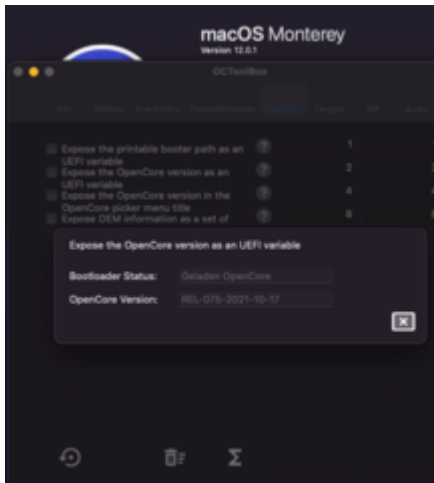 macOS Monterey
Version 12.0.1
OCToolBox
Expose the printable booter path as an
UEFI variable
? 1
Expose the OpenCore version as an
UEFI variable
? 2
Expose the OpenCore version in the
OpenCore picker menu title
? 4
Expose OEM information as a set of
? 8
Expose the OpenCore version as an UEFI variable
Bootloader Status: Geladen OpenCore
OpenCore Version: REL-075-2021-10-17